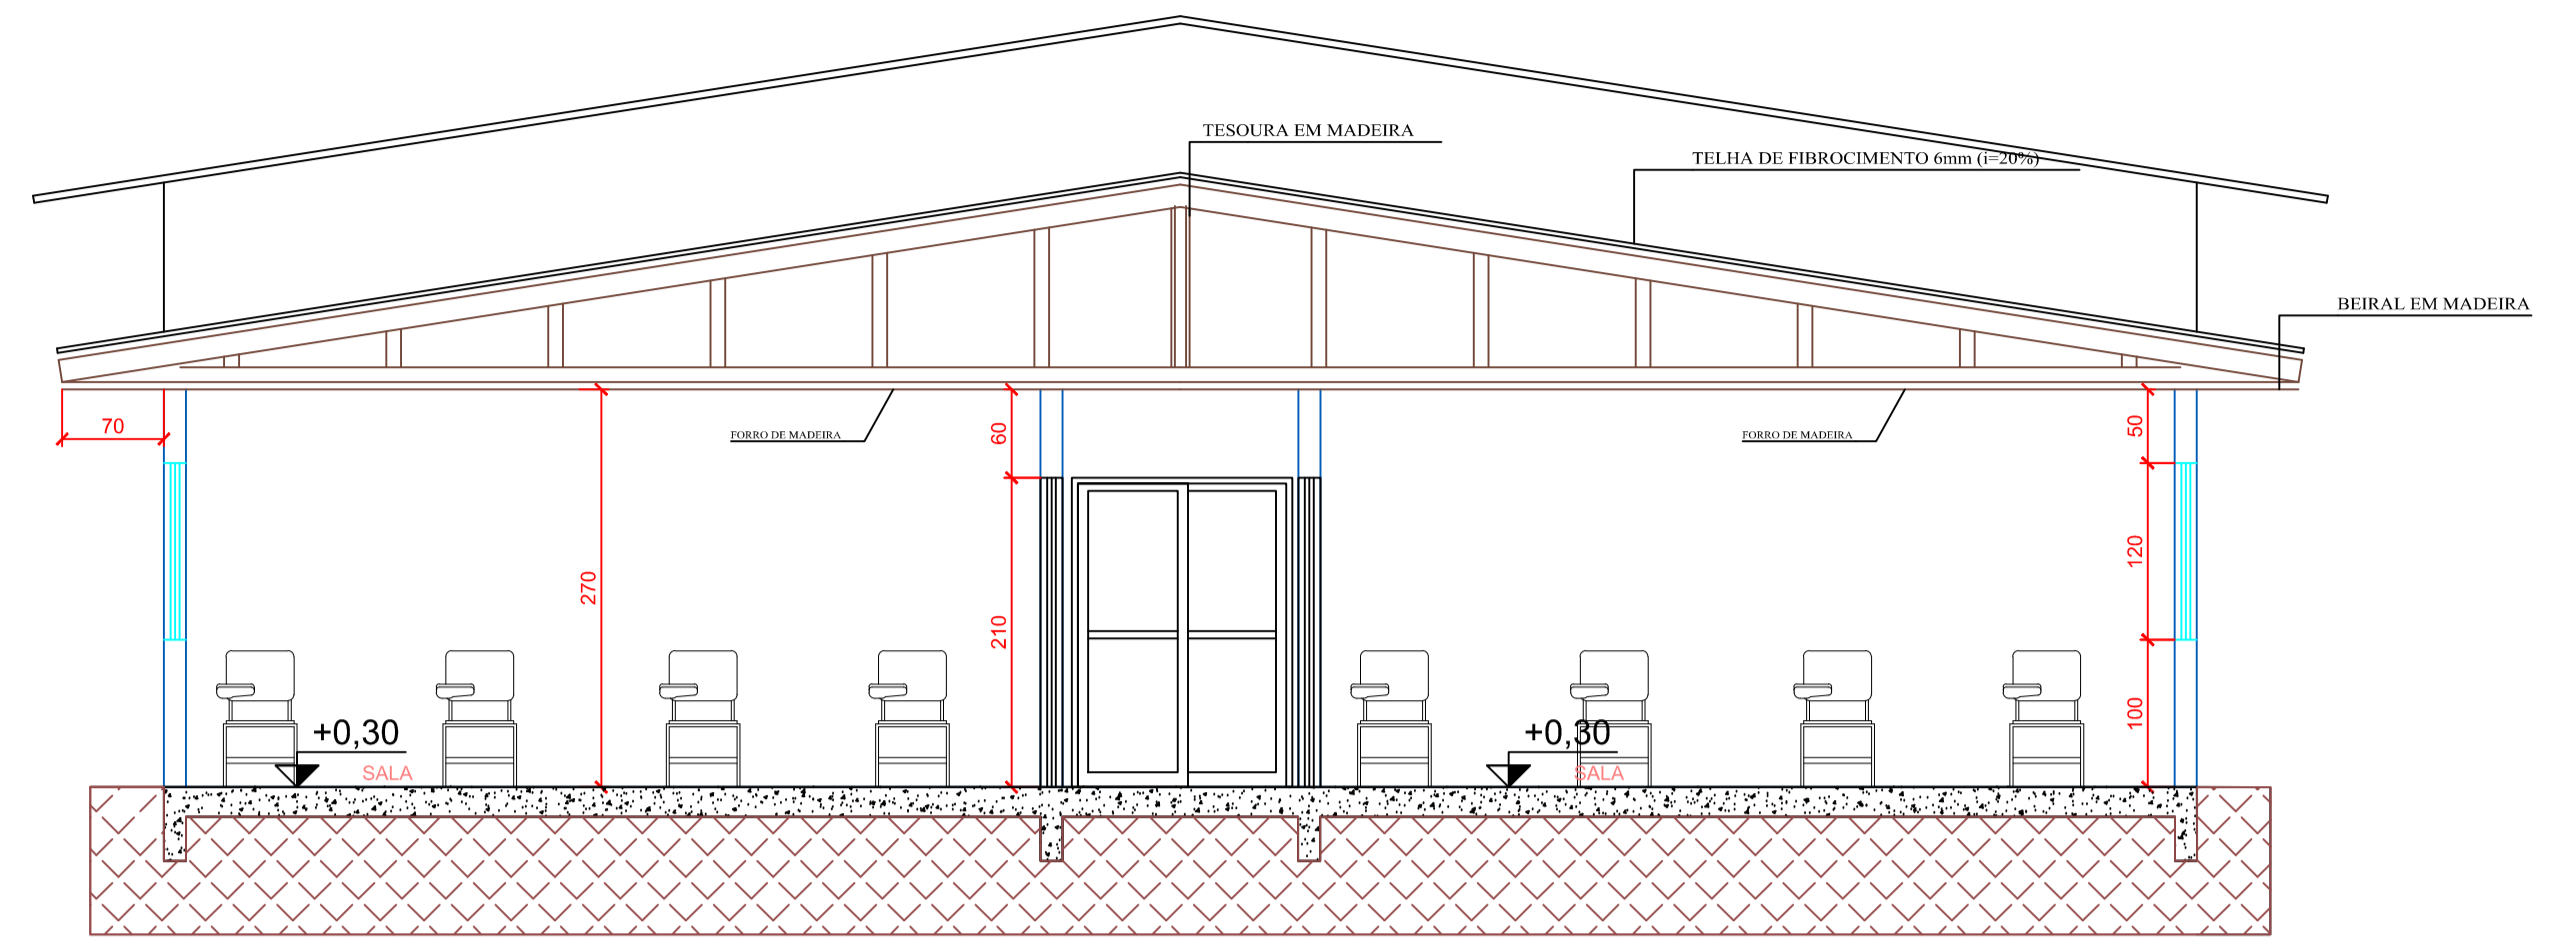 TESOURA EM MADEIRA
TELHA DE FIBROCIMENTO 6mm (i=20%)
BEIRAL EM MADEIRA
70
FORRO DE MADEIRA
60
FORRO DE MADEIRA
50
270
210
120
100
+0,30
SALA
+0,30
SALA